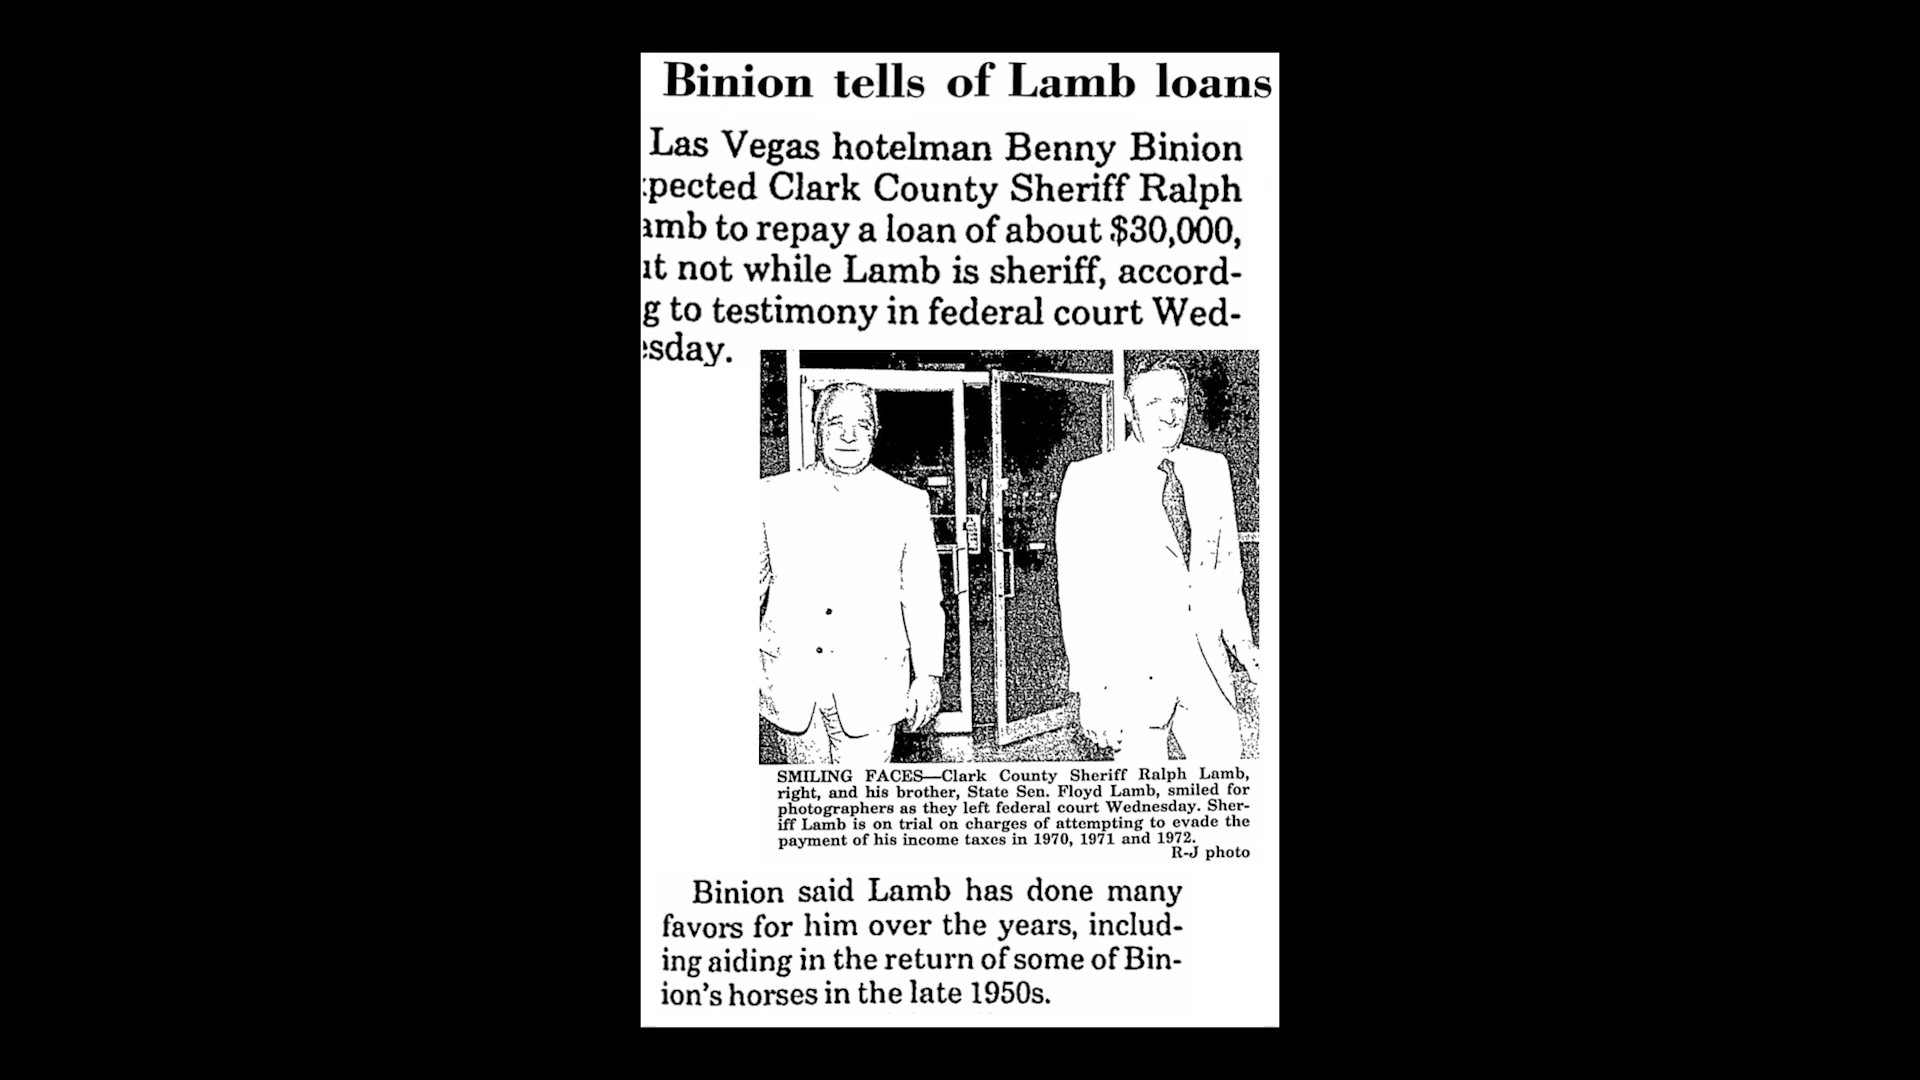 Binion tells of Lamb loans
Las Vegas hotelman Benny Binion
pected Clark County Sheriff Ralph
amb to repay a loan of about $30,000,
t not while Lamb is sheriff, accord-
g to testimony in federal court Wed-
sday.
SMILING FACES—Clark County Sheriff Ralph Lamb,
right, and his brother, State Sen. Floyd Lamb, smiled for
photographers as they left federal court Wednesday. Sher-
iff Lamb is on trial on charges of attempting to evade the
payment of his income taxes in 1970, 1971 and 1972.
R-J photo
Binion said Lamb has done many
favors for him over the years, includ-
ing aiding in the return of some of Bin-
ion's horses in the late 1950s.